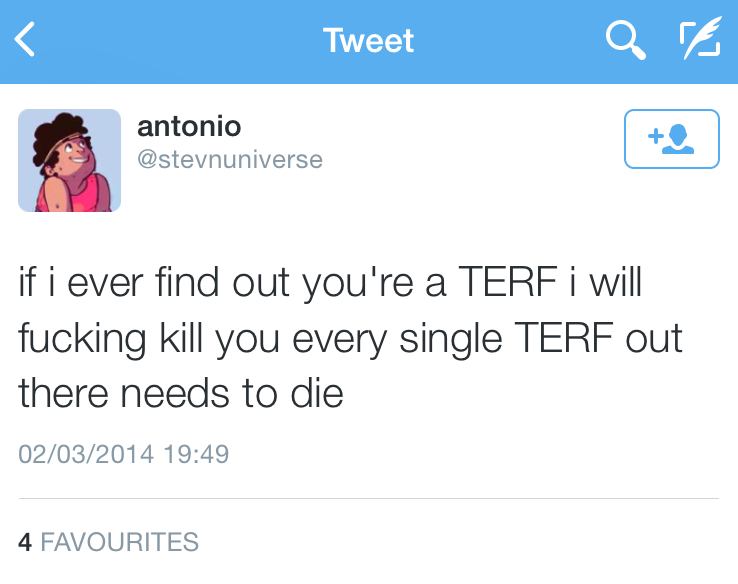 Tweet
antonio
@stevnuniverse
if i ever find out you're a TERF i will
fucking kill you every single TERF out
there needs to die
02/03/2014 19:49
4 FAVOURITES